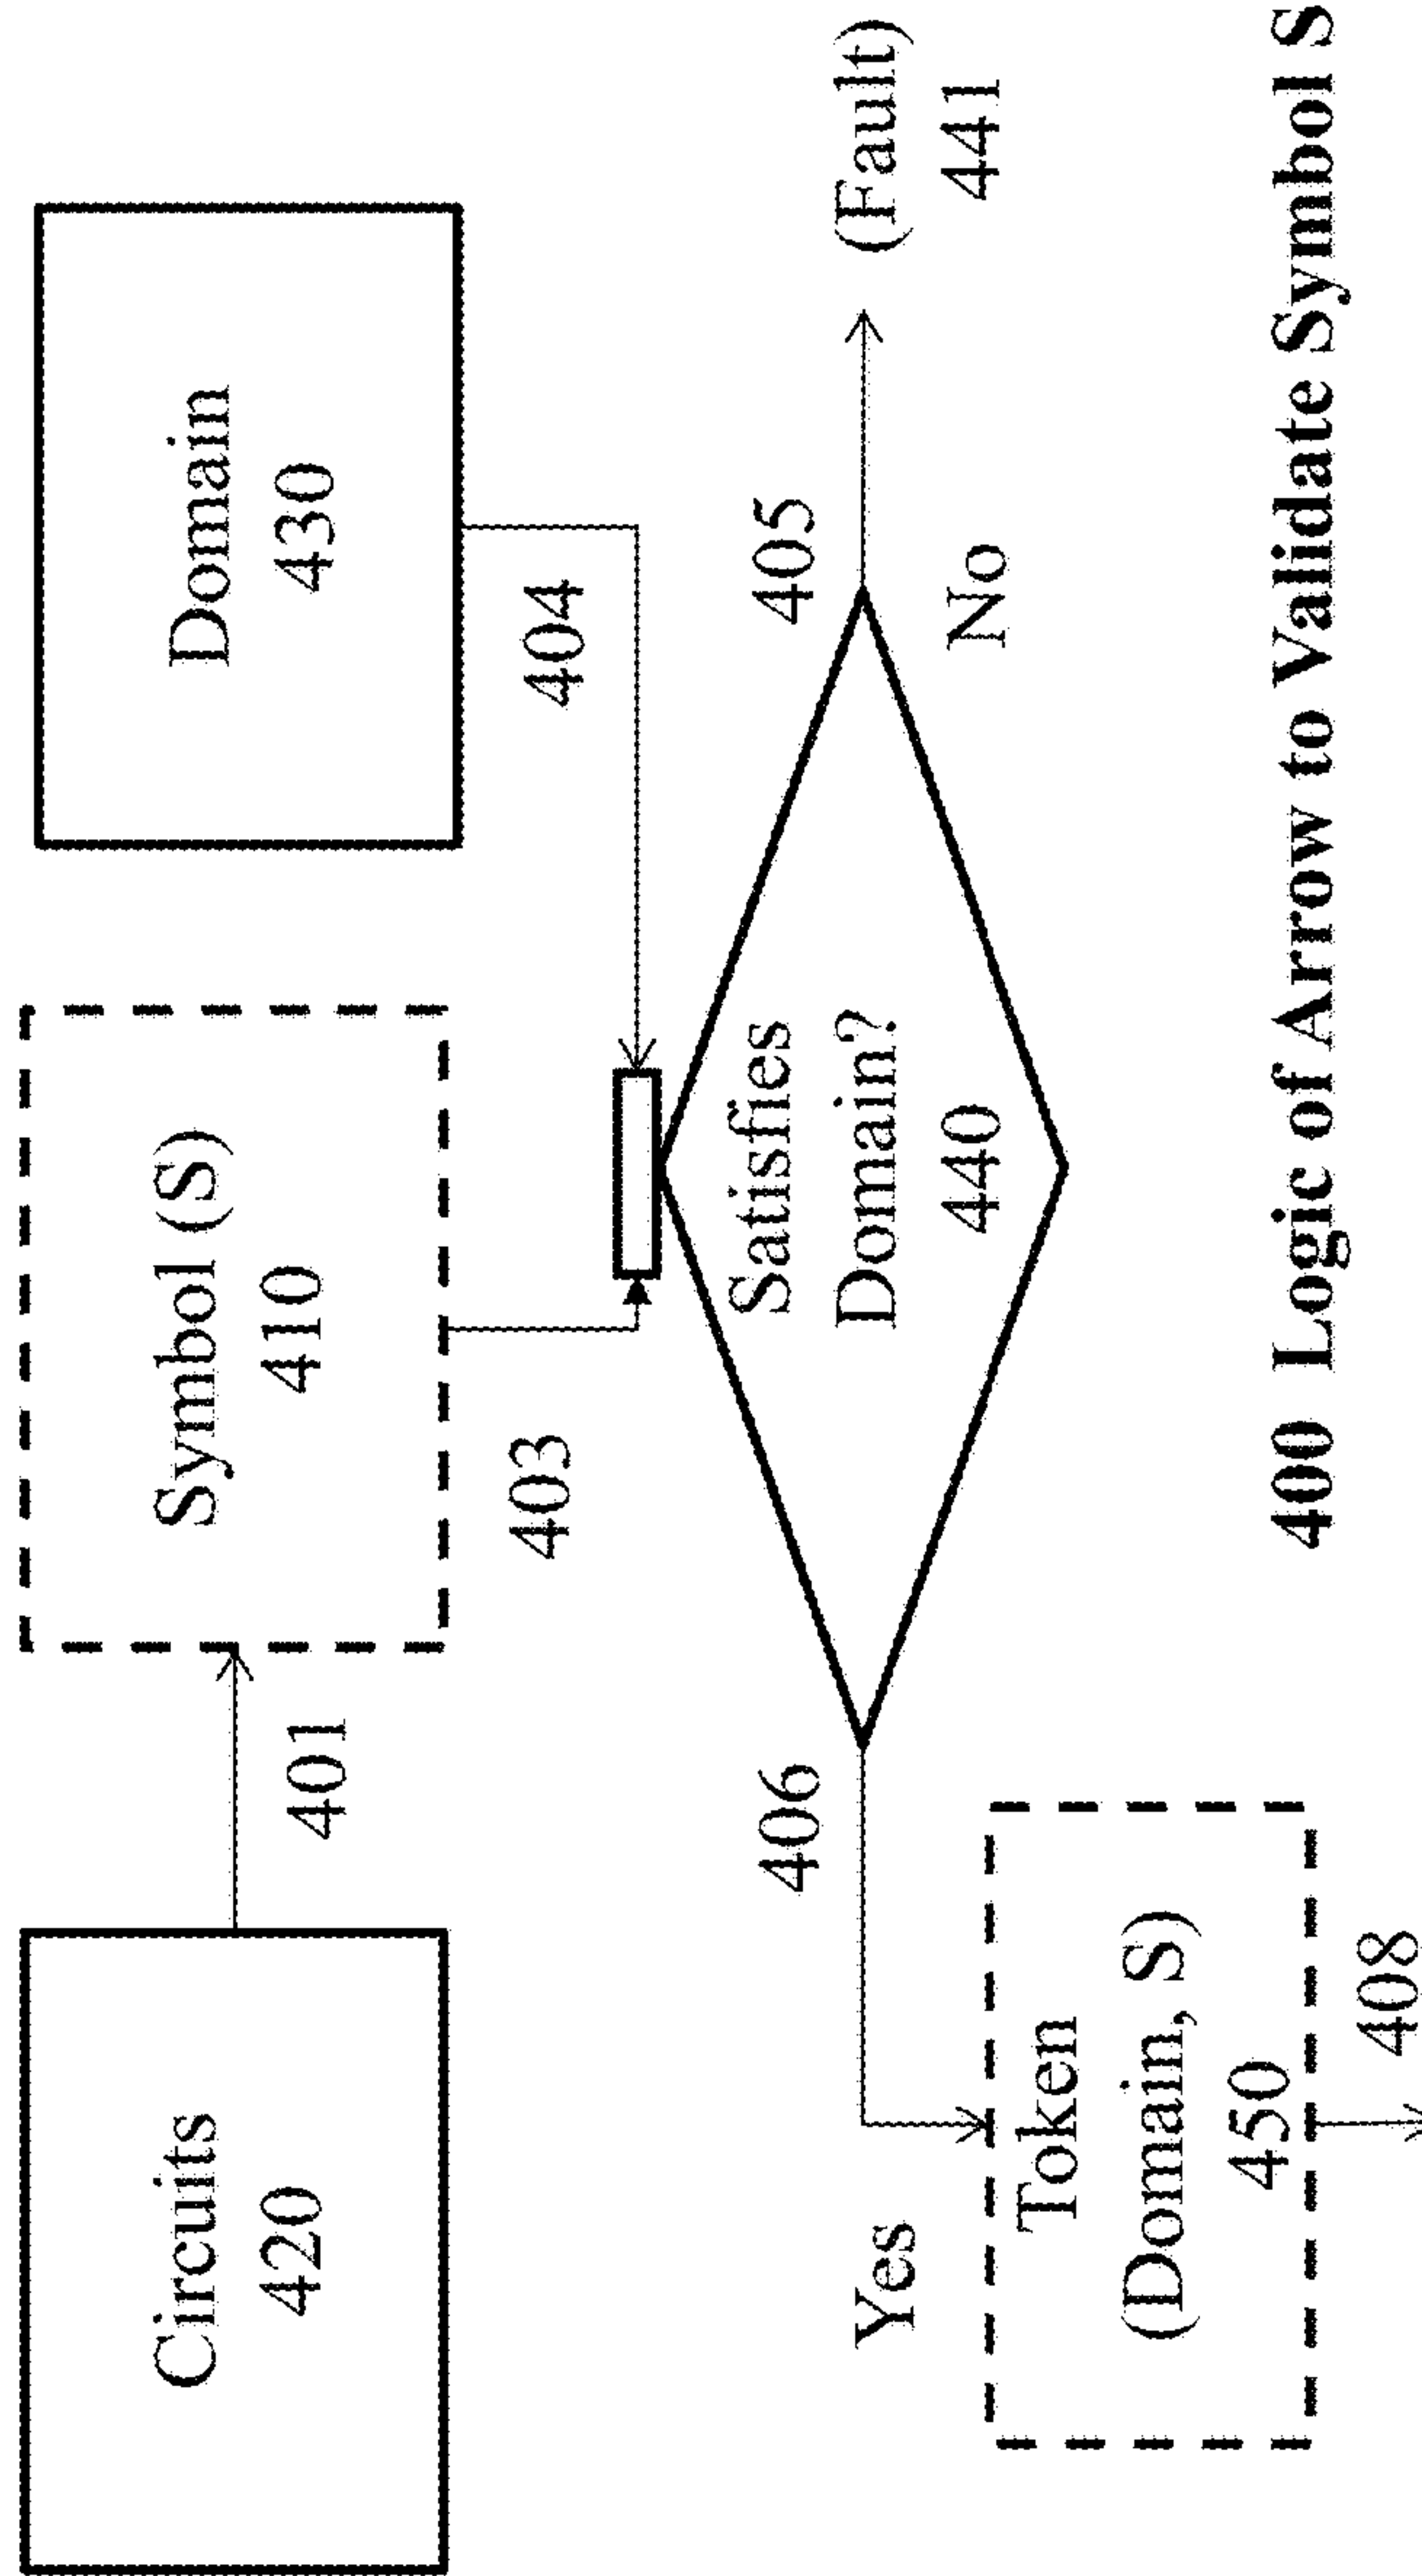 Circuits
420
401
Symbol (S)
410
Domain
430
403
404
Satisfies
Domain?
440
405
No
(Fault)
441
406
Yes
Token
(Domain, S)
450
408
400 Logic of Arrow to Validate Symbol S